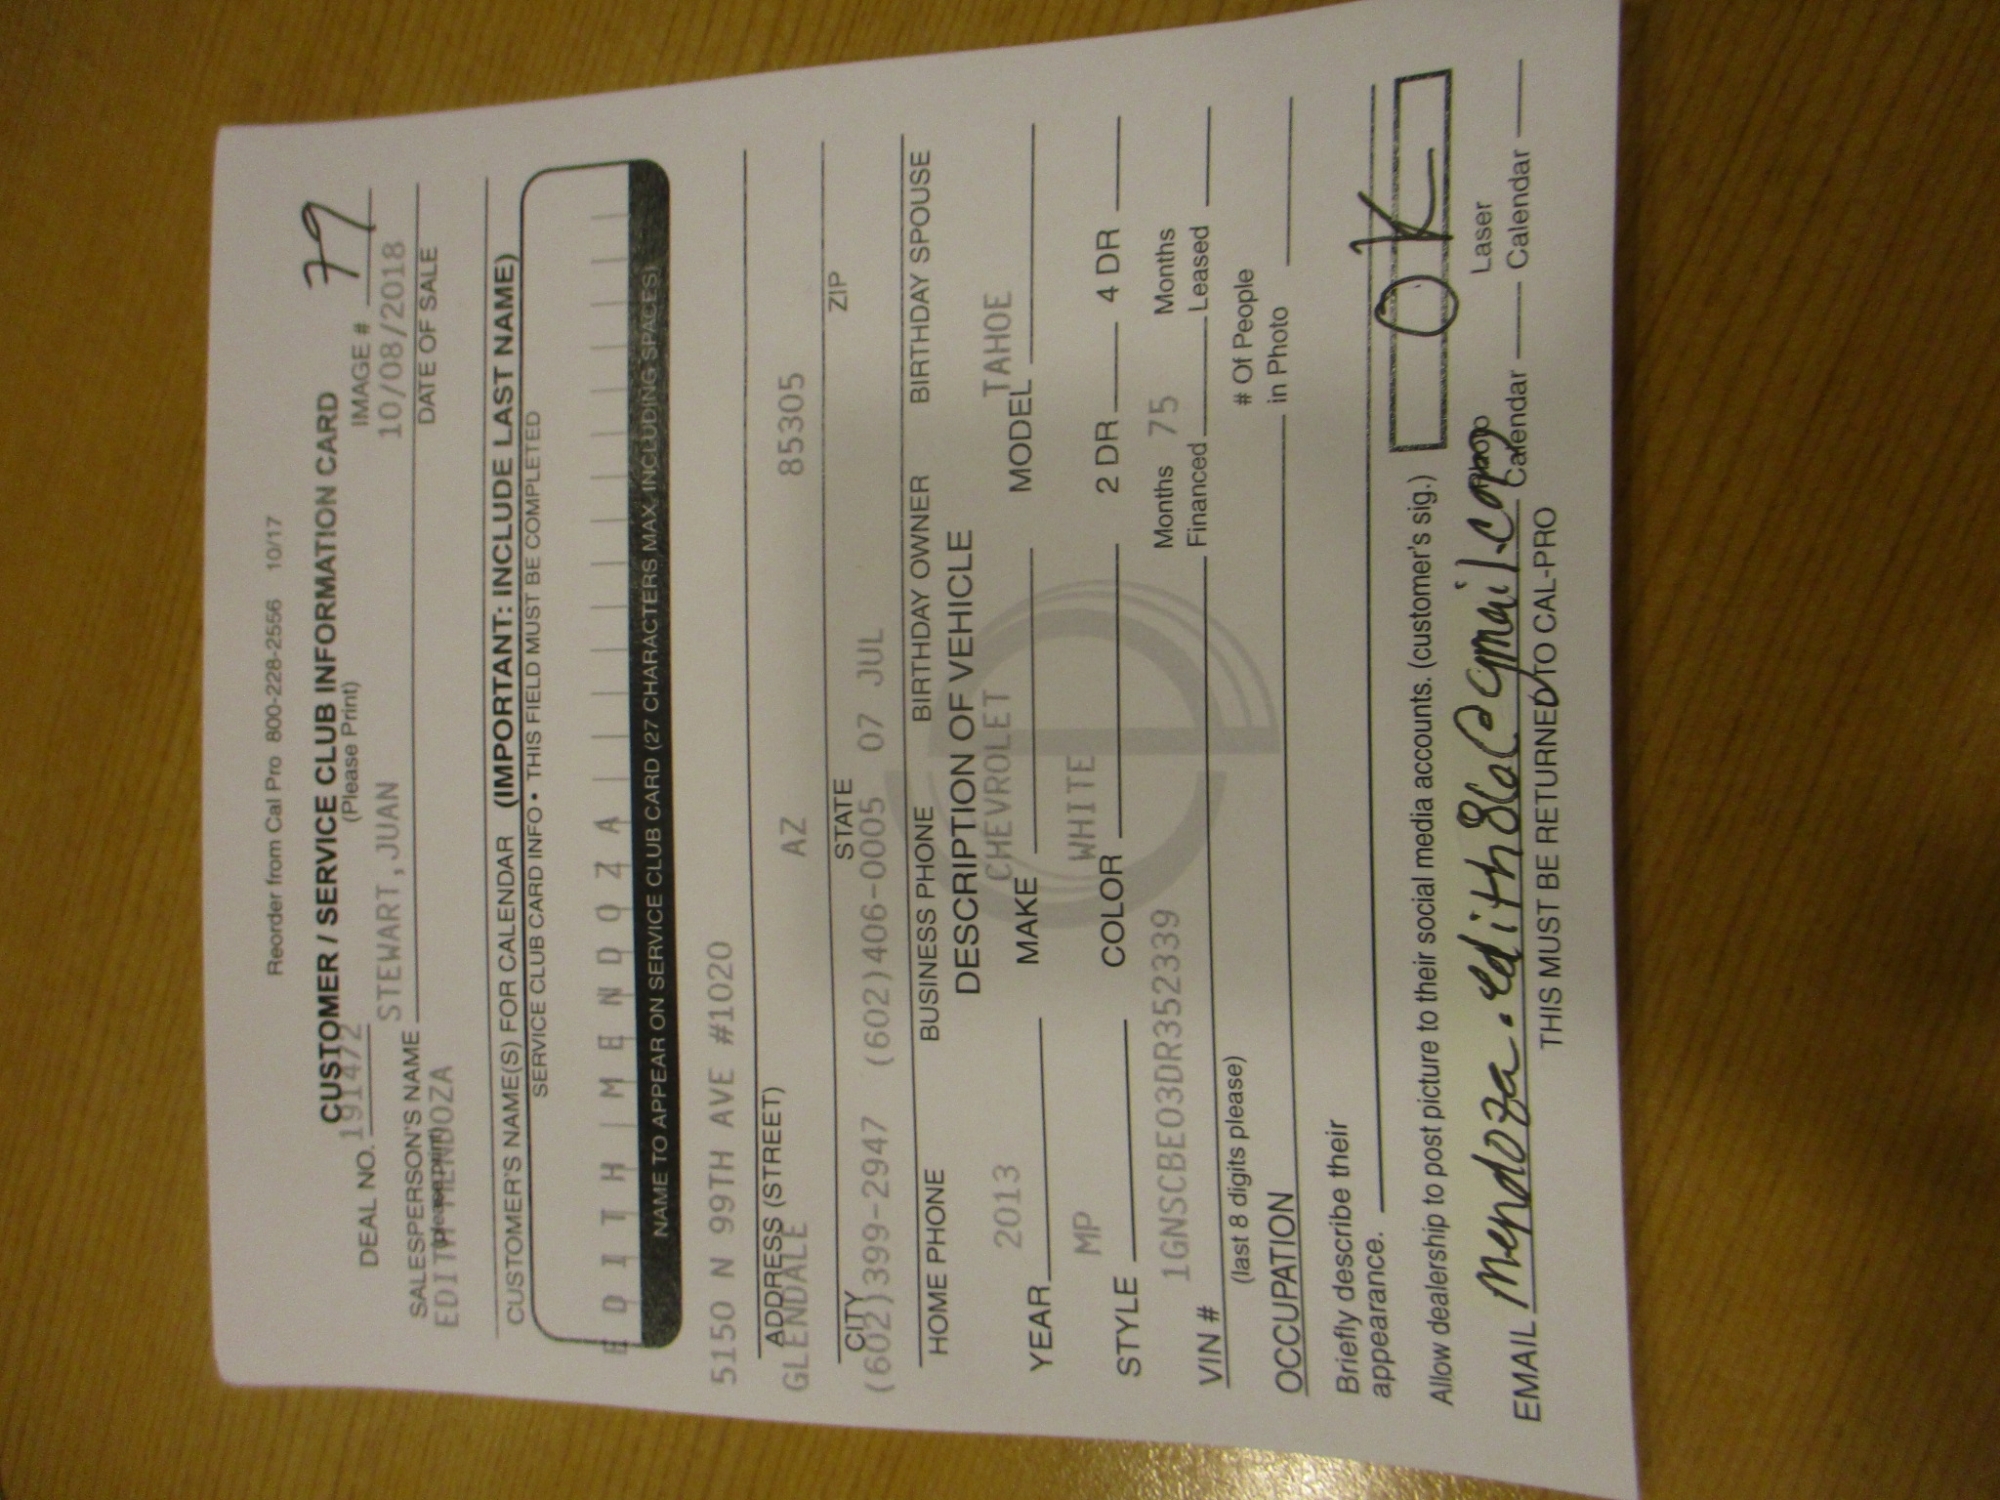 Reorder from Cal Pro 800-228-2556 10/17
CUSTOMER / SERVICE CLUB INFORMATION CARD
(Please Print)
DEAL NO. 191472 IMAGE # 79
STEWART,JUAN 10/08/2018
SALESPERSON'S NAME DATE OF SALE
EDITH MENDOZA
CUSTOMER'S NAME(S) FOR CALENDAR (IMPORTANT: INCLUDE LAST NAME)
SERVICE CLUB CARD INFO • THIS FIELD MUST BE COMPLETED
E D I T H M E N D O Z A
NAME TO APPEAR ON SERVICE CLUB CARD (27 CHARACTERS MAX, INCLUDING SPACES)
5150 N 99TH AVE #1020
ADDRESS (STREET)
GLENDALE AZ 85305
CITY STATE ZIP
(602)399-2947 (602)406-0005 07 JUL
HOME PHONE BUSINESS PHONE BIRTHDAY OWNER BIRTHDAY SPOUSE
DESCRIPTION OF VEHICLE
YEAR 2013 MAKE CHEVROLET MODEL TAHOE
STYLE MP COLOR WHITE 2 DR 4 DR
VIN # 1GNSCBE03DR352339 Months Financed 75 Months Leased
(last 8 digits please)
OCCUPATION # Of People in Photo
Briefly describe their
appearance.
Allow dealership to post picture to their social media accounts. (customer's sig.) OK
EMAIL mendoza.edith86@gmail.com Calendar Laser Calendar
THIS MUST BE RETURNED TO CAL-PRO